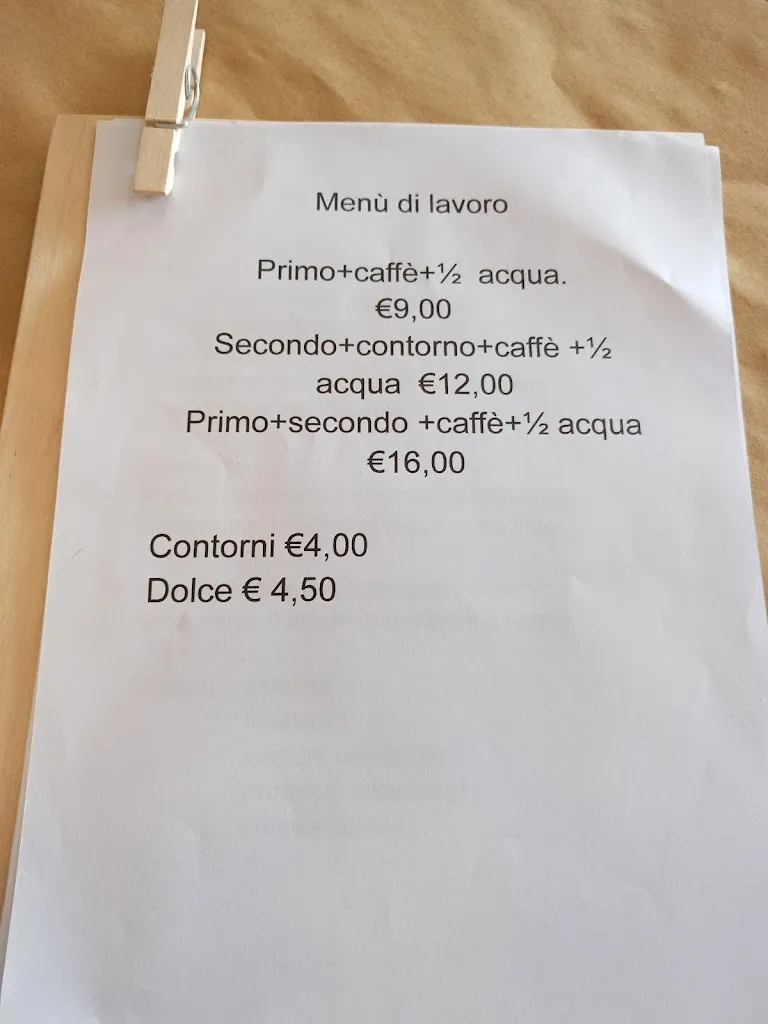 Menù di lavoro
Primo+caffè+½ acqua.
€9,00
Secondo+contorno+caffè +½
acqua €12,00
Primo+secondo +caffè+½ acqua
€16,00
Contorni €4,00
Dolce € 4,50